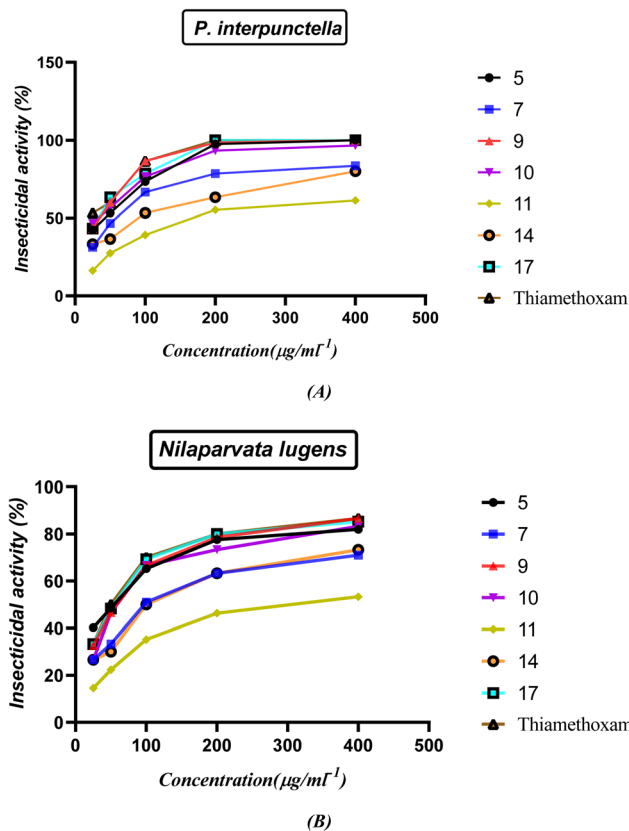 P. interpunctella
Insecticidal activity (%)
150
100
50
0
0 100 200 300 400 500
Concentration(μg/ml⁻¹)
5
7
9
10
11
14
17
Thiamethoxam
(A)
Nilaparvata lugens
Insecticidal activity (%)
100
80
60
40
20
0
0 100 200 300 400 500
Concentration(μg/ml⁻¹)
5
7
9
10
11
14
17
Thiamethoxam
(B)